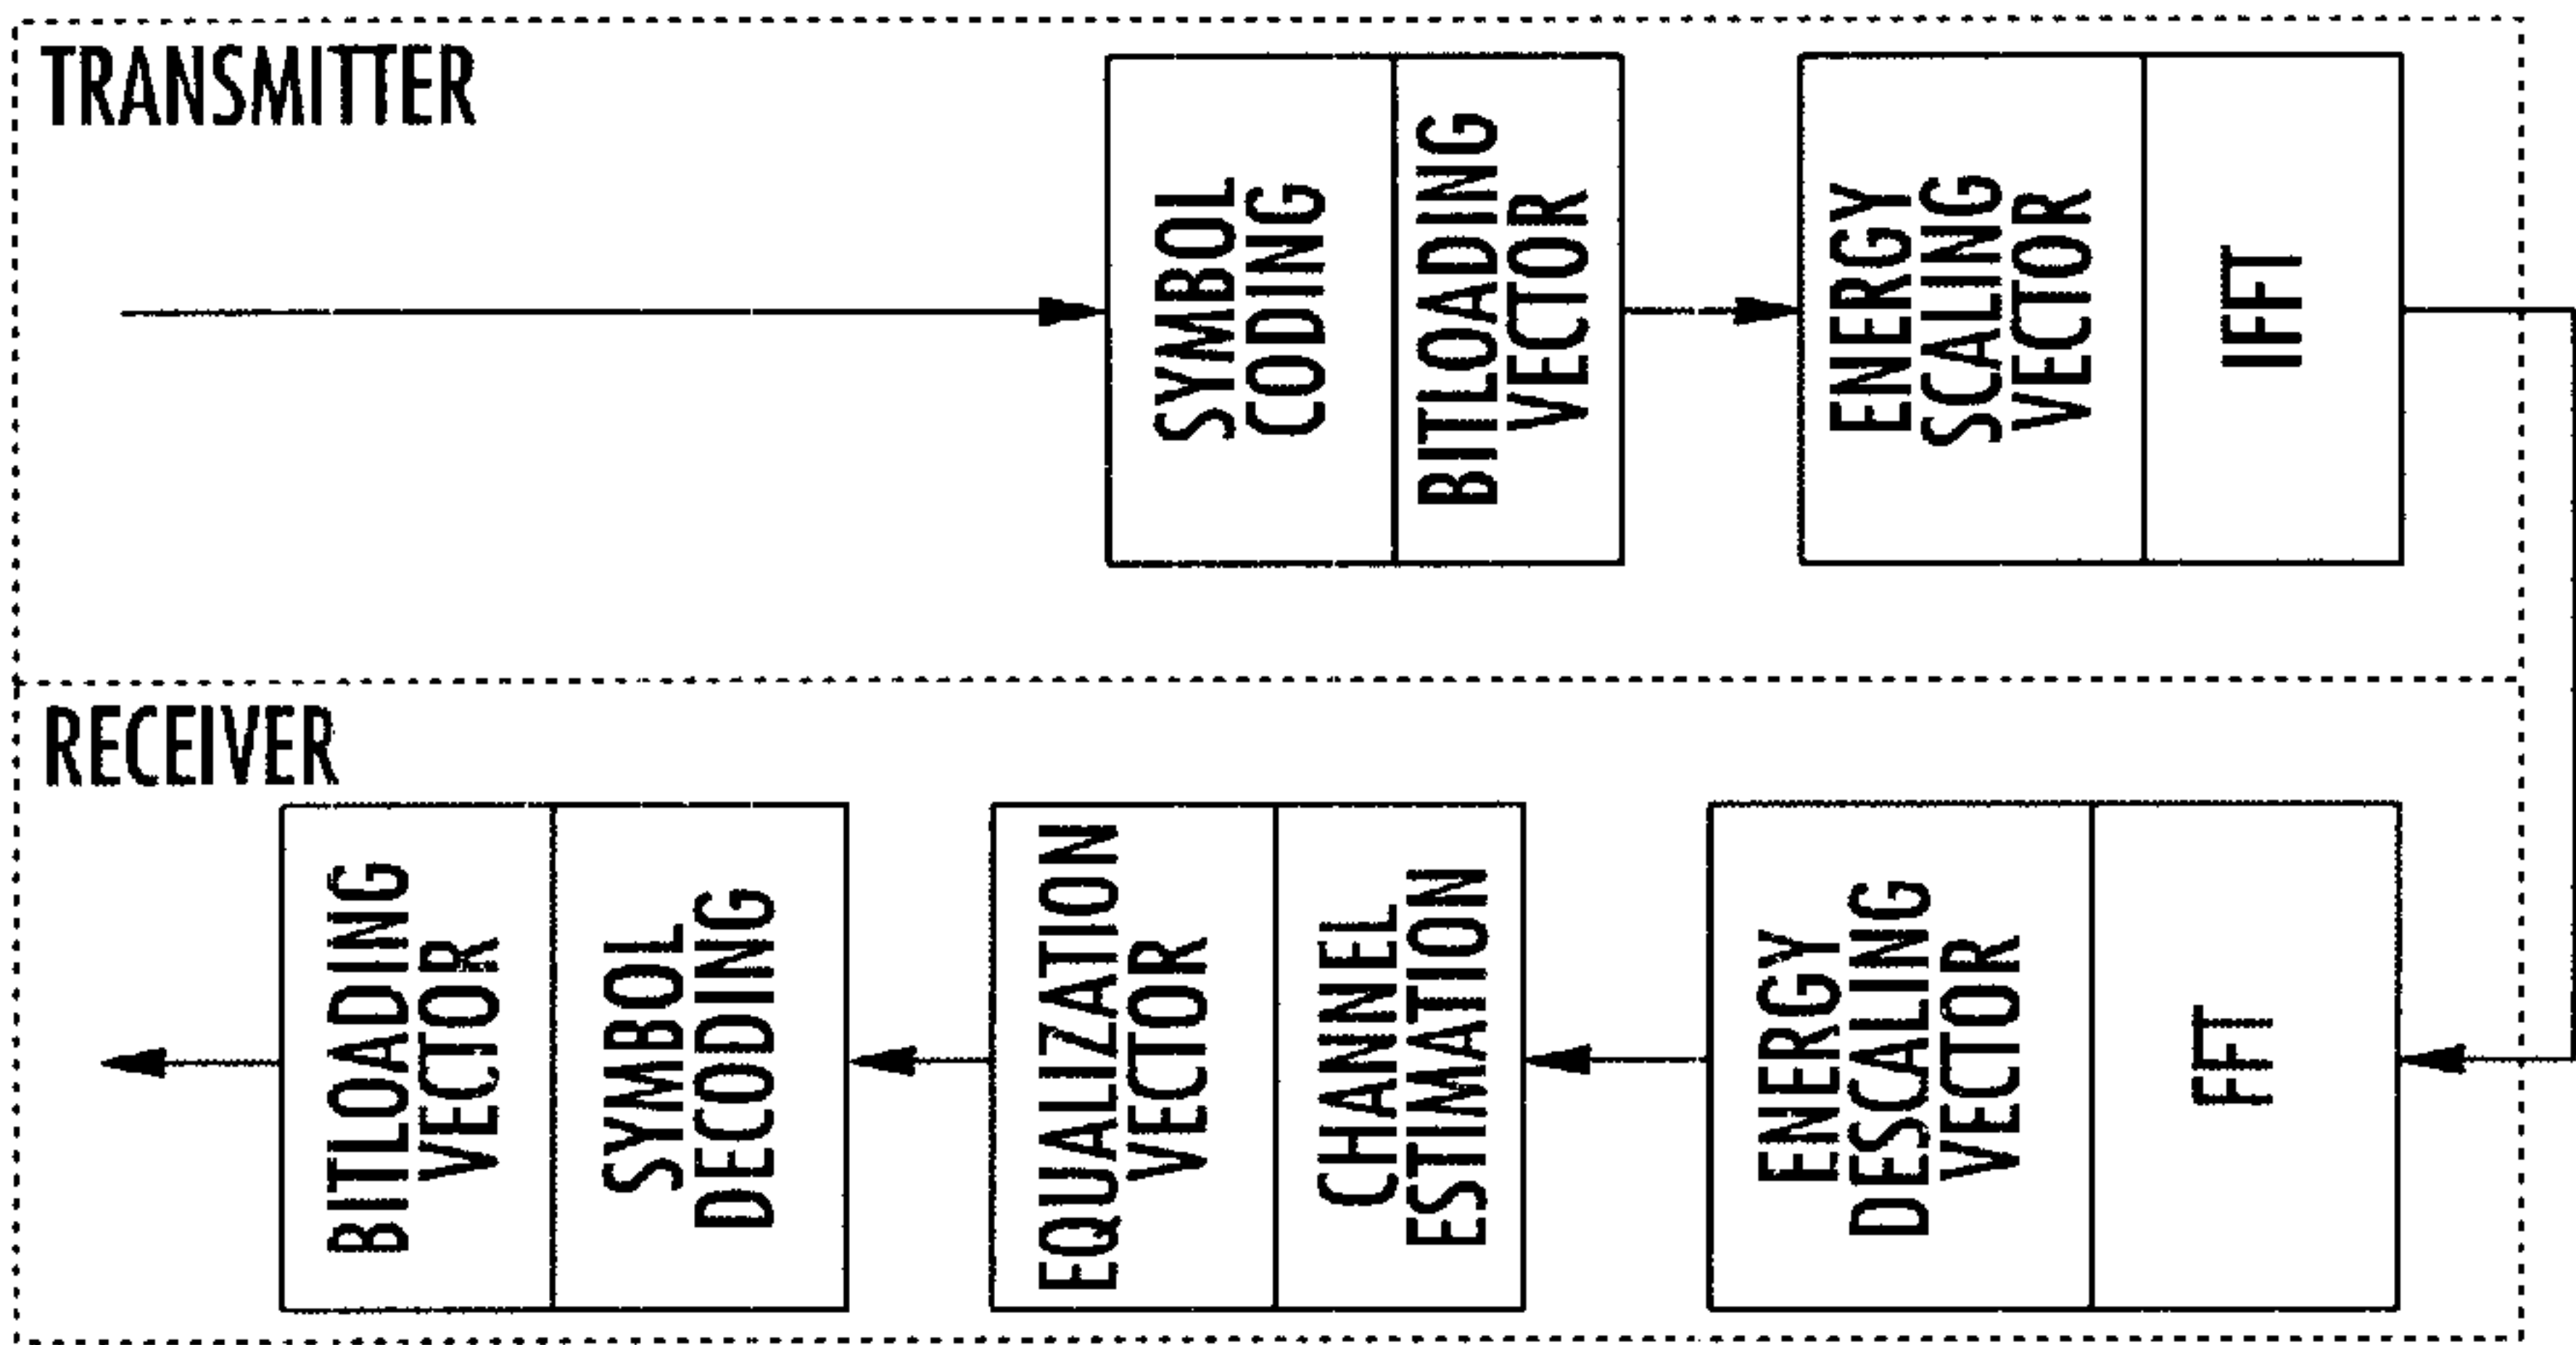 TRANSMITTER
SYMBOL
CODING
BITLOADING
VECTOR
ENERGY
SCALING
VECTOR
IFFT
RECEIVER
BITLOADING
VECTOR
SYMBOL
DECODING
EQUALIZATION
VECTOR
CHANNEL
ESTIMATION
ENERGY
DESCALING
VECTOR
FFT